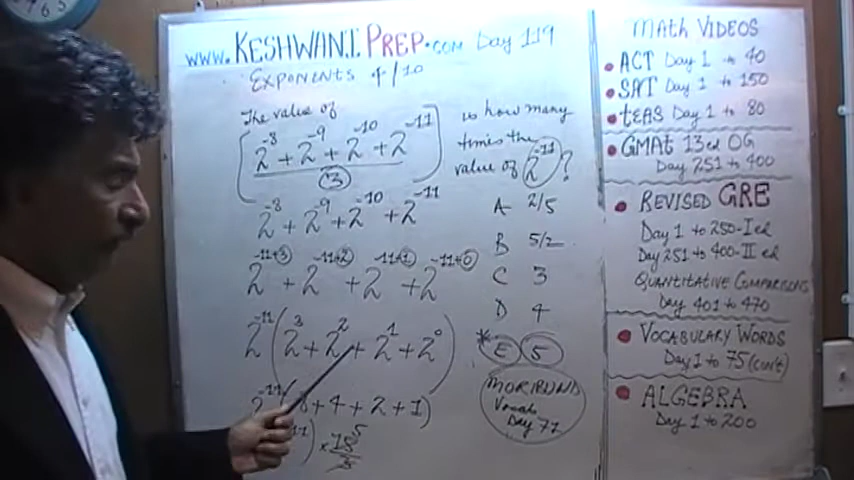 www.KESHWANI PREP.com Day 119
EXPONENTS 4/10
The value of
[2^-8 + 2^-9 + 2^-10 + 2^-11]
3
is how many
times the
value of 2^-11?
2^-8 + 2^-9 + 2^-10 + 2^-11
2^-11+3 + 2^-11+2 + 2^-11+1 + 2^-11+0
2^-11 (2^3 + 2^2 + 2^1 + 2^0)
2^-11 ( + 4 + 2 + 1)
11) × 15 5
3
A 2/5
B 5/2
C 3
D 4
* E 5
MORIBUND
Vocab
Day 71
Math VIDEOS
ACT Day 1 to 40
SAT Day 1 to 150
tEAS Day 1 to 80
GMAt 13ed OG
Day 251 to 400
REVISED GRE
Day 1 to 250-I ed
Day 251 to 400-II ed
QUANTITATIVE COMPARISONS
Day 401 to 470
VOCABULARY WORDS
Day 1 to 75 (con't)
ALGEBRA
Day 1 to 200